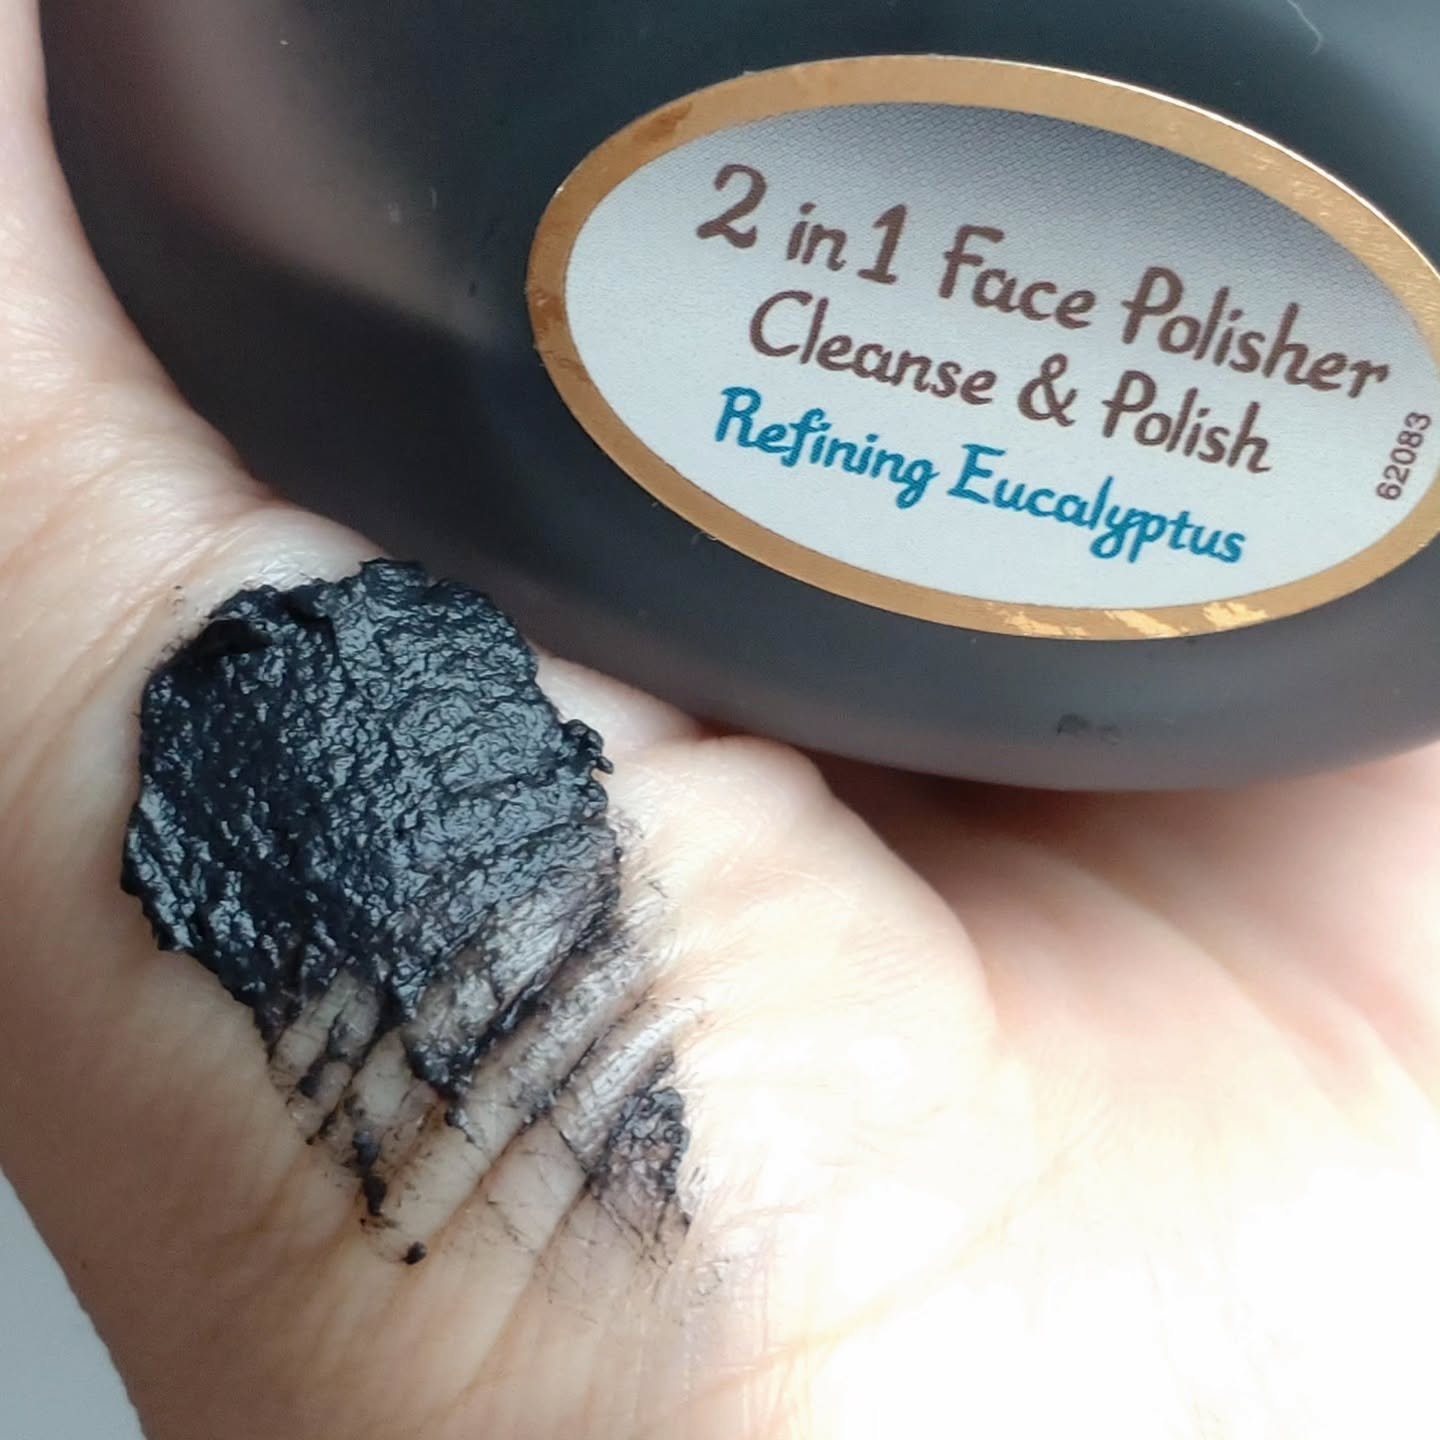 2 in 1 Face Polisher
Cleanse & Polish
Refining Eucalyptus
62083